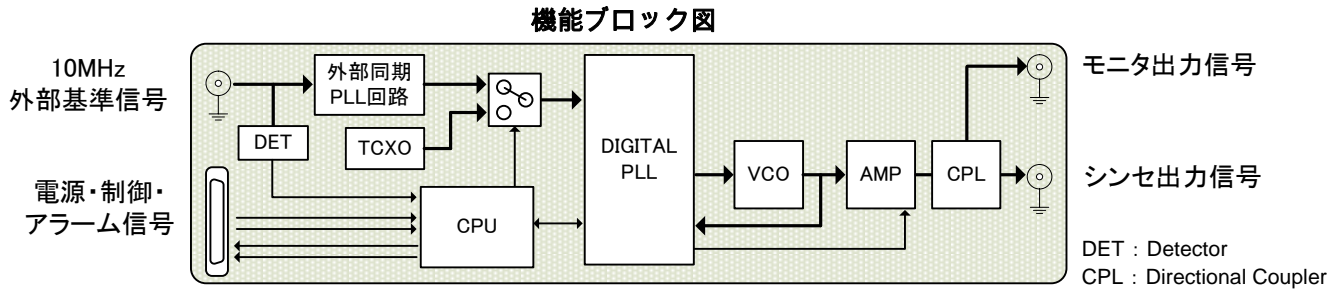 機能ブロック図
10MHz
外部基準信号
外部同期
PLL回路
DET
TCXO
電源・制御・
アラーム信号
CPU
DIGITAL
PLL
VCO
AMP
CPL
モニタ出力信号
シンセ出力信号
DET：Detector
CPL：Directional Coupler